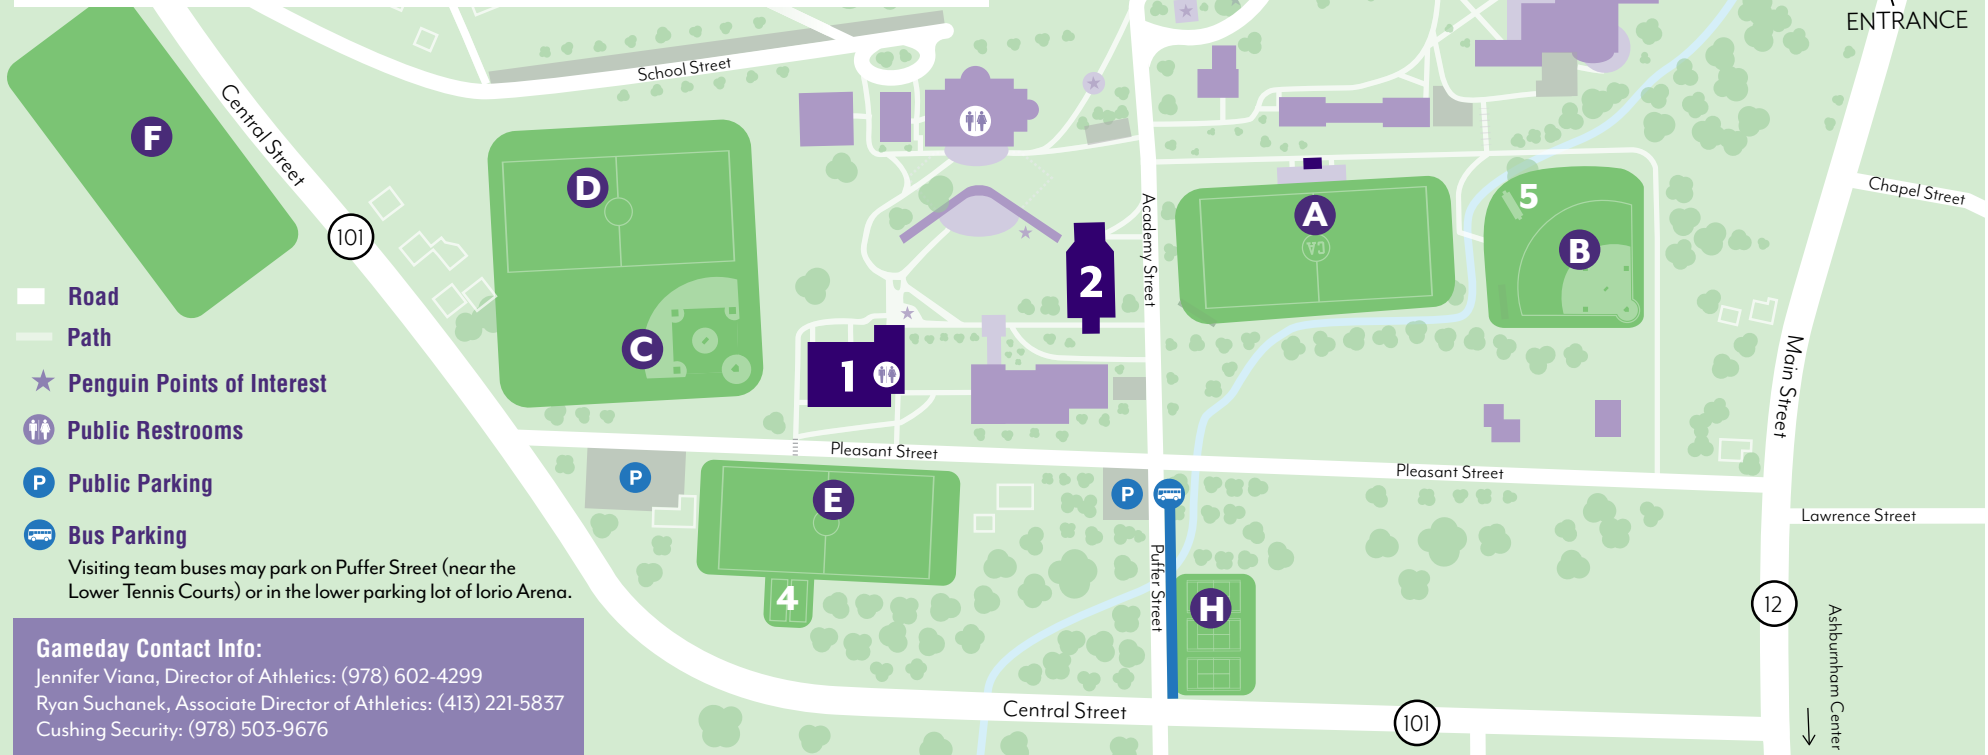 ENTRANCE
School Street
Central Street
F
D
101
Academy Street
A
CA
5
B
Chapel Street
2
C
1
Main Street
Road
Path
Penguin Points of Interest
Public Restrooms
P Public Parking
Bus Parking
Visiting team buses may park on Puffer Street (near the
Lower Tennis Courts) or in the lower parking lot of Iorio Arena.
Pleasant Street
Pleasant Street
P
E
P
Lawrence Street
Puffer Street
4
H
12
Ashburnham Center
Gameday Contact Info:
Jennifer Viana, Director of Athletics: (978) 602-4299
Ryan Suchanek, Associate Director of Athletics: (413) 221-5837
Cushing Security: (978) 503-9676
Central Street
101